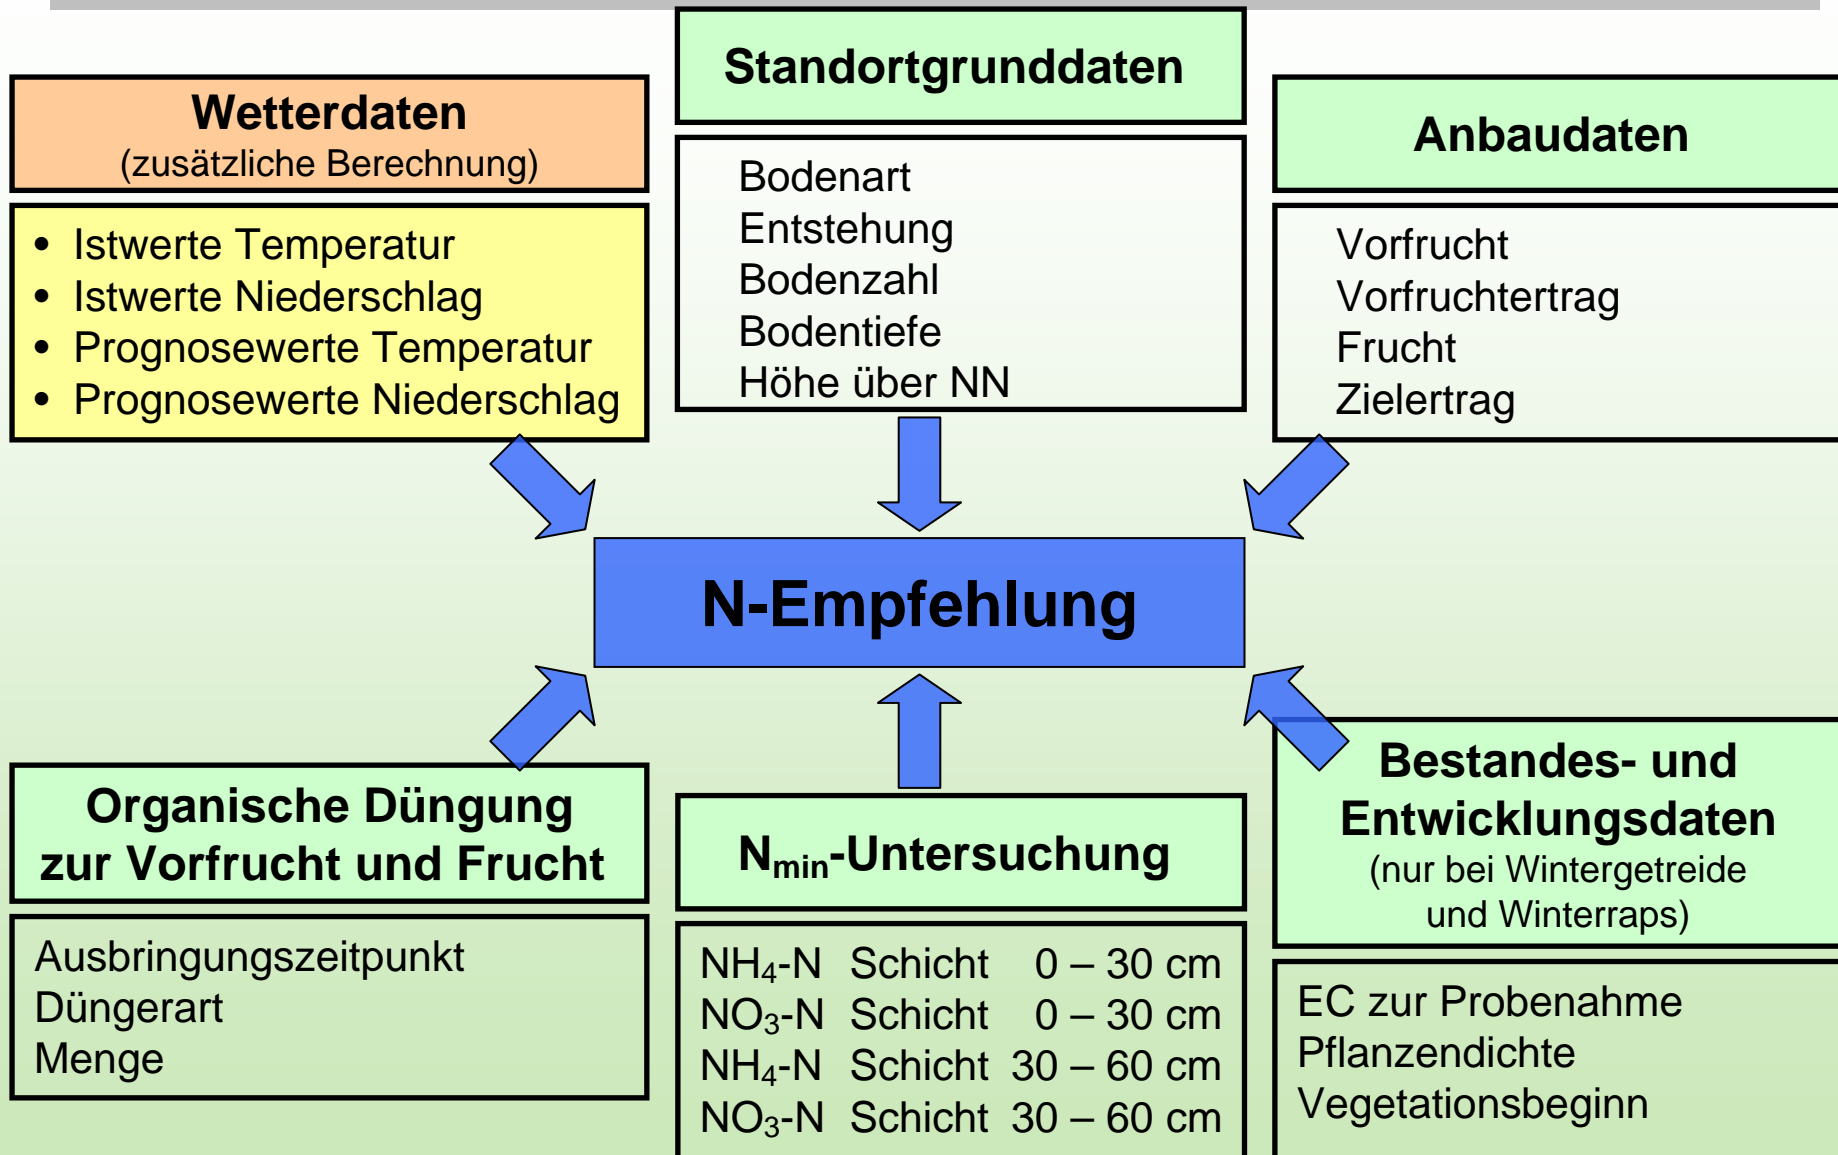 Wetterdaten
(zusätzliche Berechnung)
• Istwerte Temperatur
• Istwerte Niederschlag
• Prognosewerte Temperatur
• Prognosewerte Niederschlag
Standortgrunddaten
Bodenart
Entstehung
Bodenzahl
Bodentiefe
Höhe über NN
Anbaudaten
Vorfrucht
Vorfruchtertrag
Frucht
Zielertrag
N-Empfehlung
Organische Düngung
zur Vorfrucht und Frucht
Ausbringungszeitpunkt
Düngerart
Menge
Nmin-Untersuchung
NH4-N Schicht 0 – 30 cm
NO3-N Schicht 0 – 30 cm
NH4-N Schicht 30 – 60 cm
NO3-N Schicht 30 – 60 cm
Bestandes- und
Entwicklungsdaten
(nur bei Wintergetreide
und Winterraps)
EC zur Probenahme
Pflanzendichte
Vegetationsbeginn